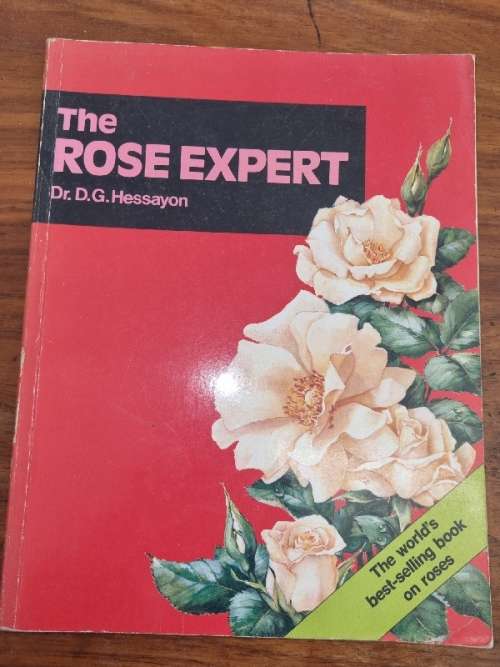 The
ROSE EXPERT
Dr. D.G. Hessayon
The world's
best-selling book
on roses